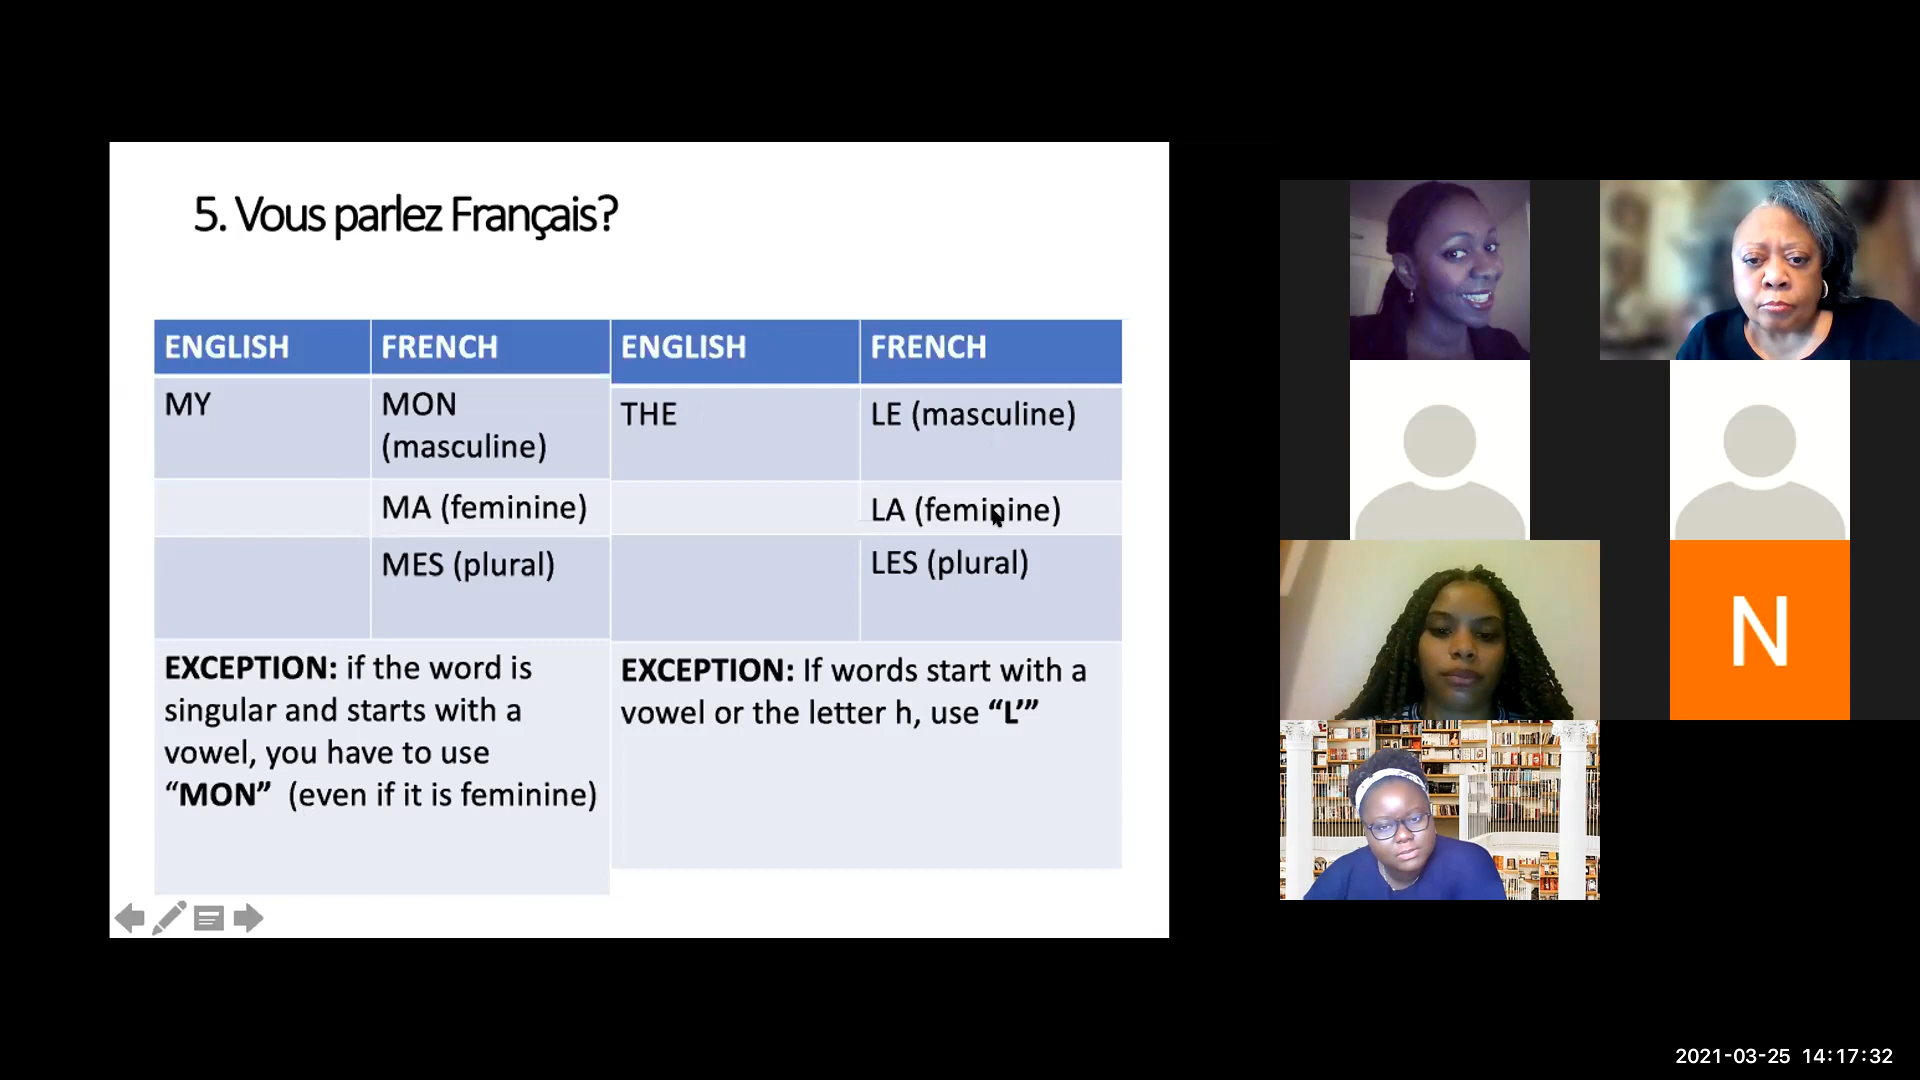 5. Vous parlez Français?
ENGLISH
FRENCH
MY
MON
(masculine)
MA (feminine)
MES (plural)
EXCEPTION: if the word is
singular and starts with a
vowel, you have to use
“MON” (even if it is feminine)
ENGLISH
FRENCH
THE
LE (masculine)
LA (feminine)
LES (plural)
EXCEPTION: If words start with a
vowel or the letter h, use “L’”
N
2021-03-25 14:17:32